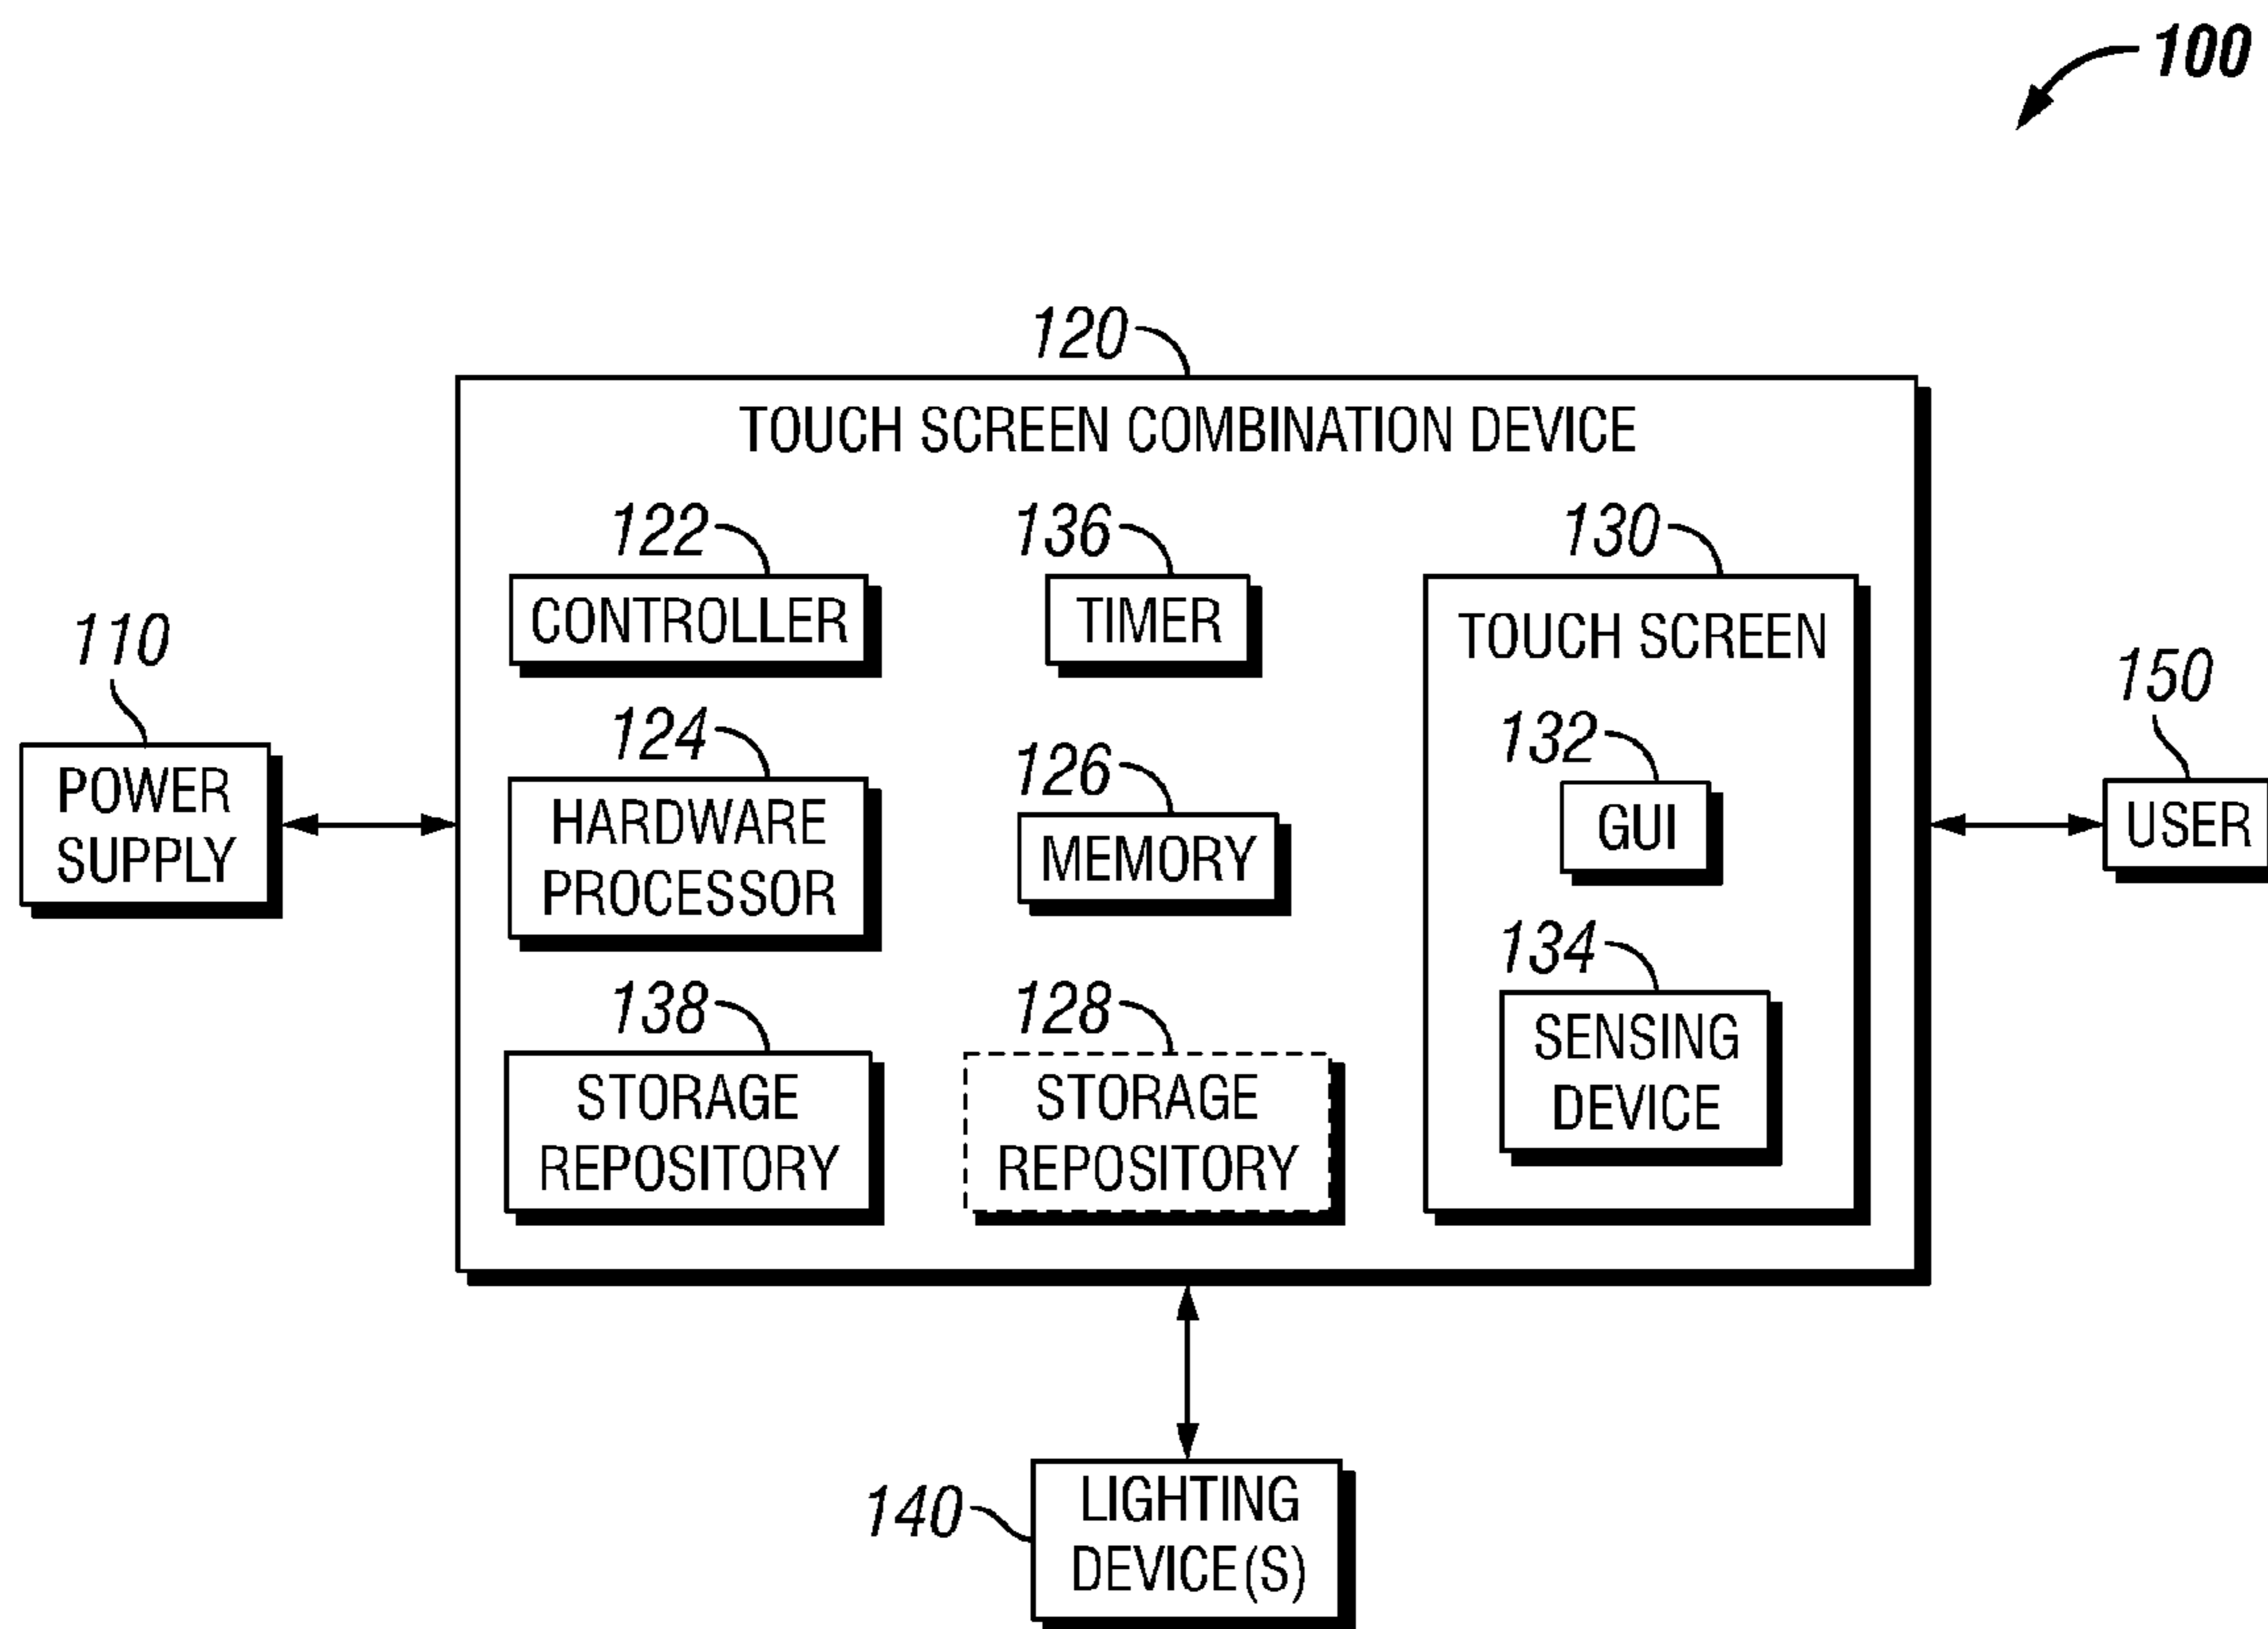 100
120
TOUCH SCREEN COMBINATION DEVICE
122
CONTROLLER
136
TIMER
130
TOUCH SCREEN
110
POWER
SUPPLY
124
HARDWARE
PROCESSOR
126
MEMORY
132
GUI
134
SENSING
DEVICE
138
STORAGE
REPOSITORY
128
STORAGE
REPOSITORY
150
USER
140
LIGHTING
DEVICE(S)